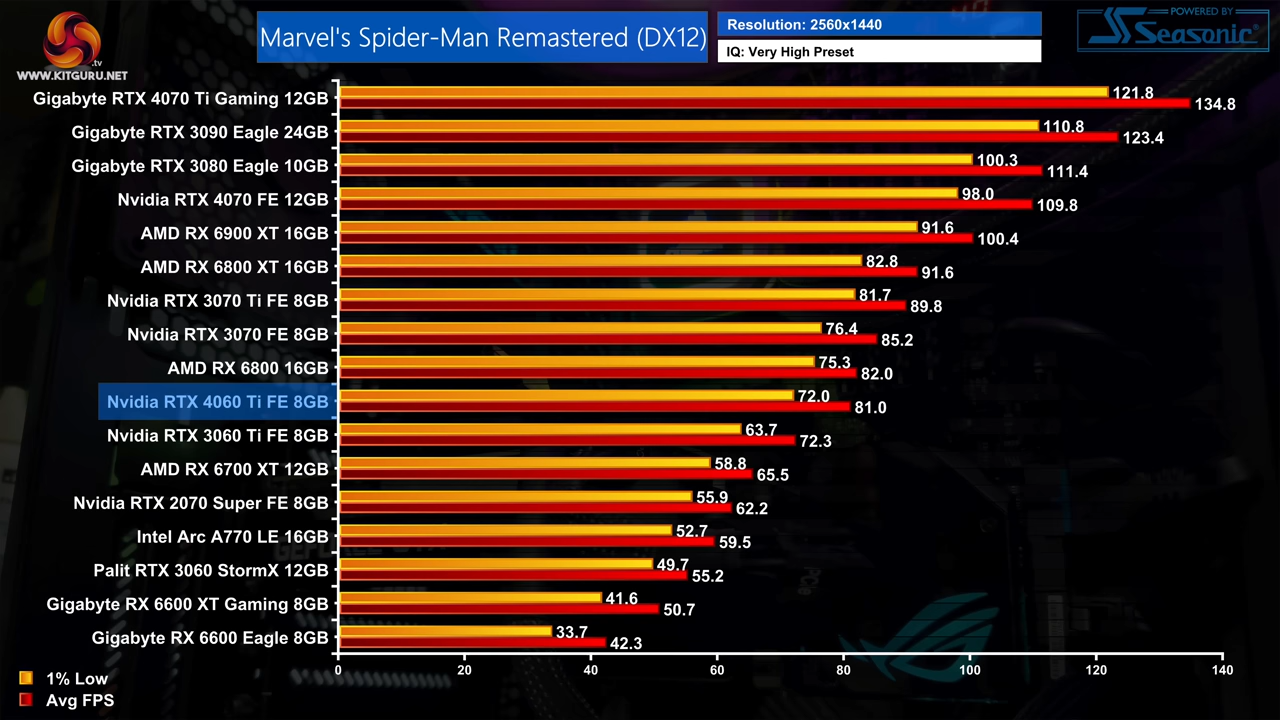 Marvel's Spider-Man Remastered (DX12)
Resolution: 2560x1440
IQ: Very High Preset
POWERED BY
Seasonic
.tv
WWW.KITGURU.NET
Gigabyte RTX 4070 Ti Gaming 12GB 121.8 134.8
Gigabyte RTX 3090 Eagle 24GB 110.8 123.4
Gigabyte RTX 3080 Eagle 10GB 100.3 111.4
Nvidia RTX 4070 FE 12GB 98.0 109.8
AMD RX 6900 XT 16GB 91.6 100.4
AMD RX 6800 XT 16GB 82.8 91.6
Nvidia RTX 3070 Ti FE 8GB 81.7 89.8
Nvidia RTX 3070 FE 8GB 76.4 85.2
AMD RX 6800 16GB 75.3 82.0
Nvidia RTX 4060 Ti FE 8GB 72.0 81.0
Nvidia RTX 3060 Ti FE 8GB 63.7 72.3
AMD RX 6700 XT 12GB 58.8 65.5
Nvidia RTX 2070 Super FE 8GB 55.9 62.2
Intel Arc A770 LE 16GB 52.7 59.5
Palit RTX 3060 StormX 12GB 49.7 55.2
Gigabyte RX 6600 XT Gaming 8GB 41.6 50.7
Gigabyte RX 6600 Eagle 8GB 33.7 42.3
0 20 40 60 80 100 120 140
1% Low
Avg FPS